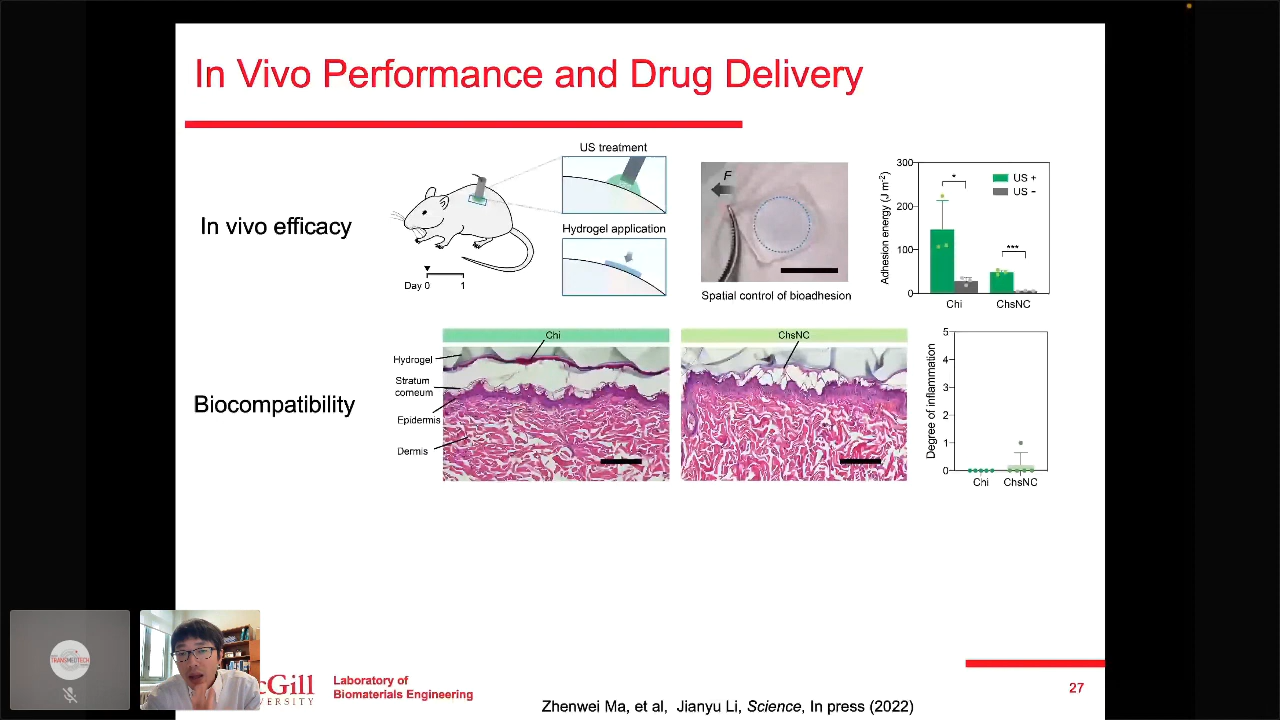 In Vivo Performance and Drug Delivery
US treatment
In vivo efficacy
Hydrogel application
Day 0 1
F
Spatial control of bioadhesion
Adhesion energy (J m⁻²)
300
200
100
0
US +
US −
*
***
Chi
ChsNC
Biocompatibility
Chi
Hydrogel
Stratum
corneum
Epidermis
Dermis
ChsNC
Degree of inflammation
5
4
3
2
1
0
Chi
ChsNC
TRANSMEDTECH
McGill
UNIVERSITY
Laboratory of
Biomaterials Engineering
27
Zhenwei Ma, et al, Jianyu Li, Science, In press (2022)